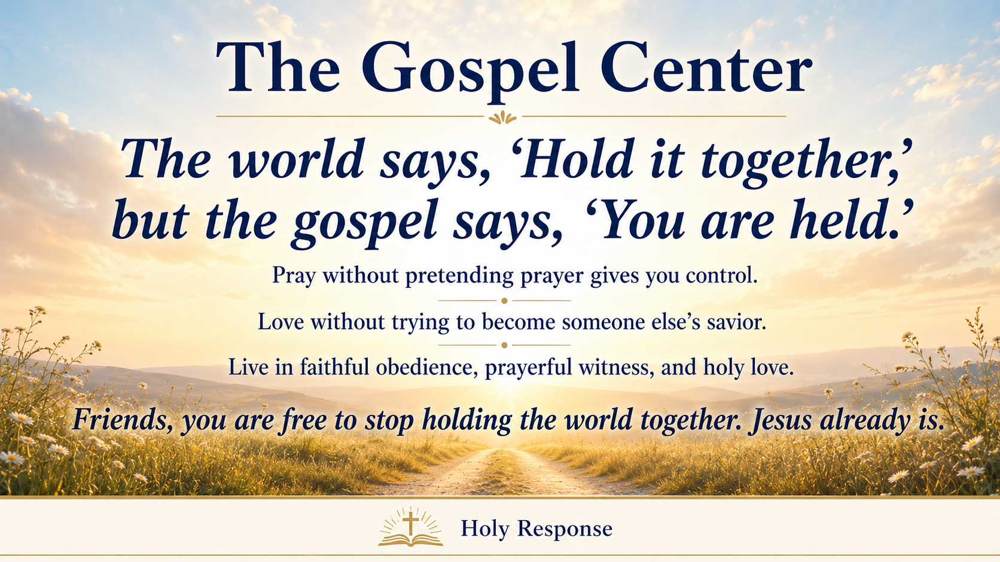 The Gospel Center
The world says, ‘Hold it together,’
but the gospel says, ‘You are held.’
Pray without pretending prayer gives you control.
Love without trying to become someone else’s savior.
Live in faithful obedience, prayerful witness, and holy love.
Friends, you are free to stop holding the world together. Jesus already is.
Holy Response